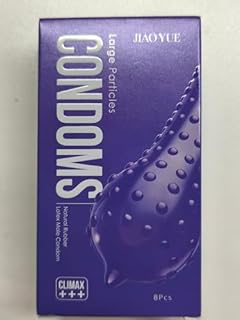 JIAOYUE
Large Particles
CONDOMS
Natural Rubber
Latex Male Condom
CLIMAX
+++
8Pcs